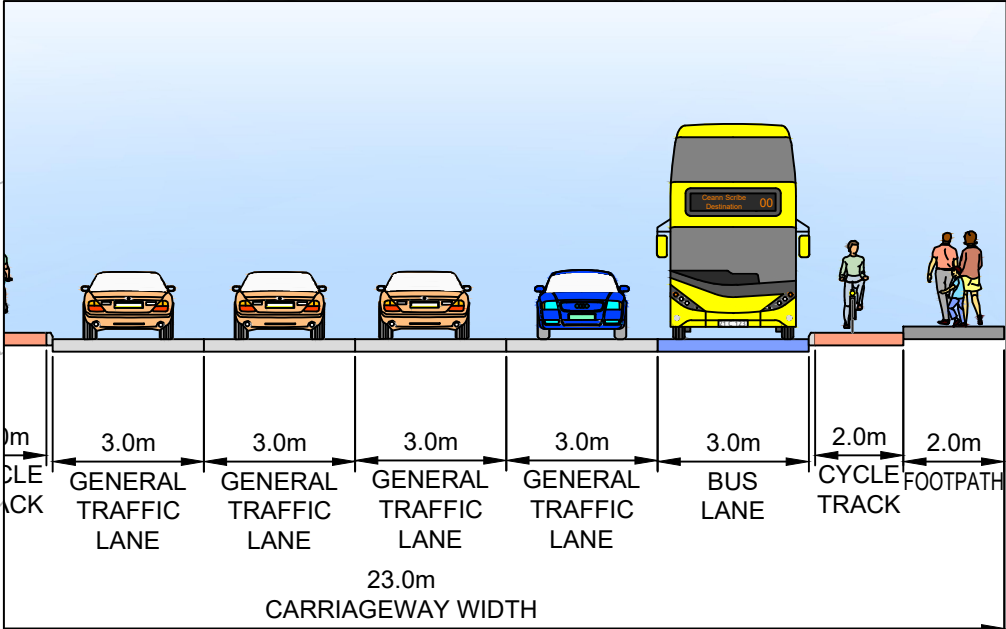 Ceann Scribe
Destination
00
0m
3.0m
3.0m
3.0m
3.0m
3.0m
2.0m
2.0m
CLE
ACK
GENERAL
TRAFFIC
LANE
GENERAL
TRAFFIC
LANE
GENERAL
TRAFFIC
LANE
GENERAL
TRAFFIC
LANE
BUS
LANE
CYCLE
TRACK
FOOTPATH
23.0m
CARRIAGEWAY WIDTH